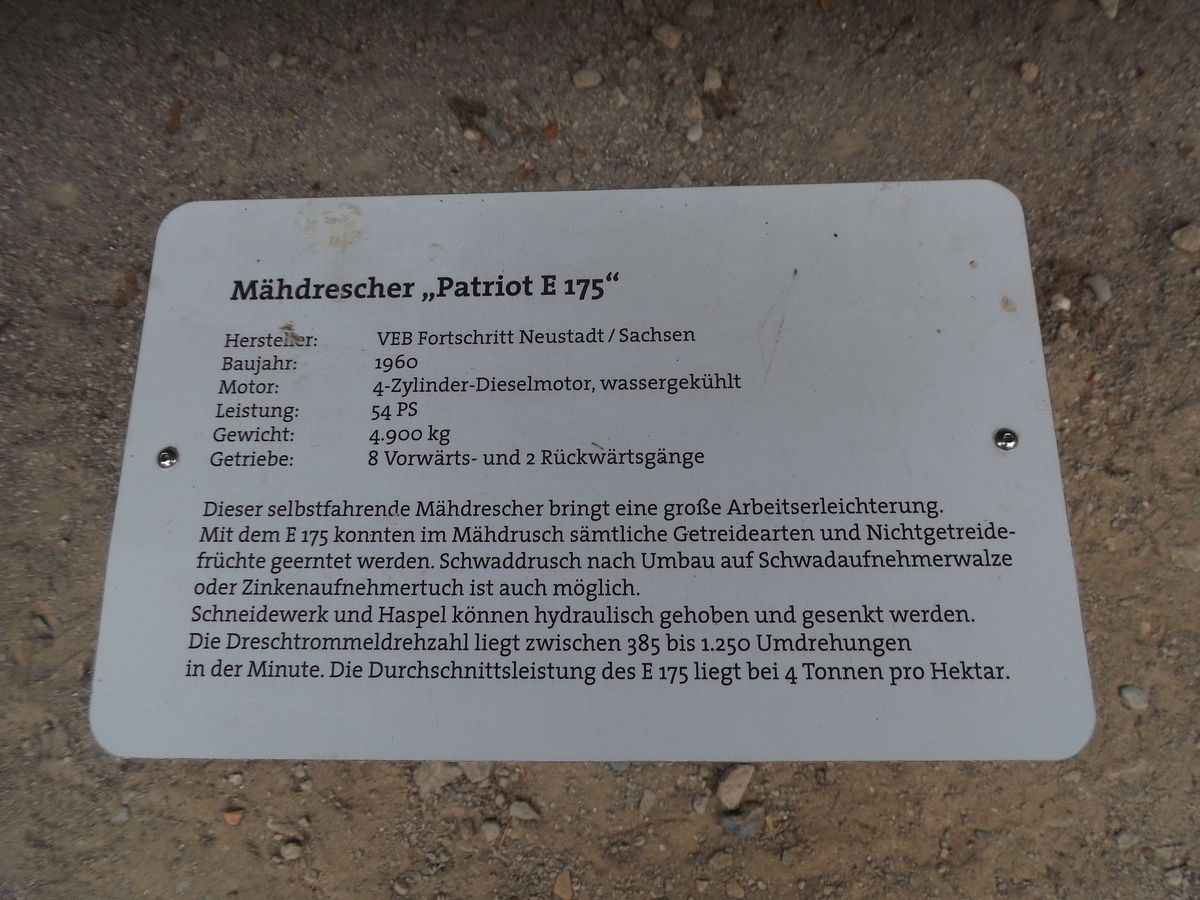 Mähdrescher „Patriot E 175“
Hersteller: VEB Fortschritt Neustadt / Sachsen
Baujahr: 1960
Motor: 4-Zylinder-Dieselmotor, wassergekühlt
Leistung: 54 PS
Gewicht: 4.900 kg
Getriebe: 8 Vorwärts- und 2 Rückwärtsgänge
Dieser selbstfahrende Mähdrescher bringt eine große Arbeitserleichterung.
Mit dem E 175 konnten im Mähdrusch sämtliche Getreidearten und Nichtgetreide-
früchte geerntet werden. Schwaddrusch nach Umbau auf Schwadaufnehmerwalze
oder Zinkenaufnehmertuch ist auch möglich.
Schneidewerk und Haspel können hydraulisch gehoben und gesenkt werden.
Die Dreschtrommeldrehzahl liegt zwischen 385 bis 1.250 Umdrehungen
in der Minute. Die Durchschnittsleistung des E 175 liegt bei 4 Tonnen pro Hektar.